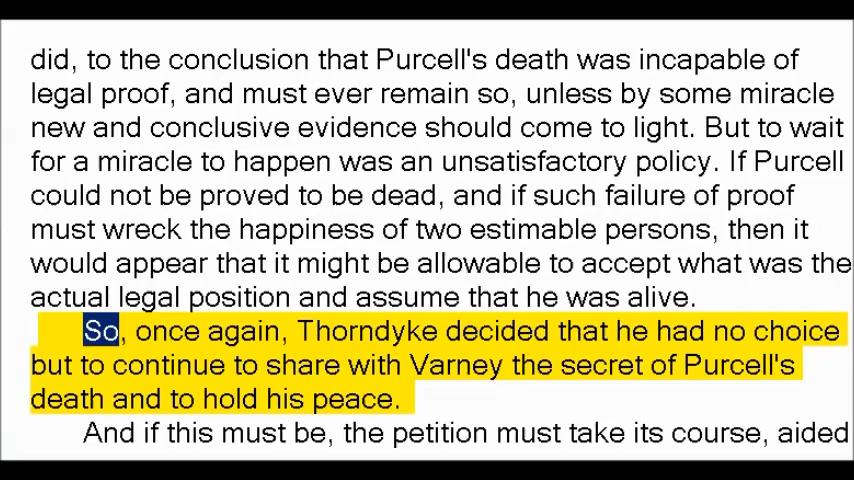 did, to the conclusion that Purcell's death was incapable of
legal proof, and must ever remain so, unless by some miracle
new and conclusive evidence should come to light. But to wait
for a miracle to happen was an unsatisfactory policy. If Purcell
could not be proved to be dead, and if such failure of proof
must wreck the happiness of two estimable persons, then it
would appear that it might be allowable to accept what was the
actual legal position and assume that he was alive.
So, once again, Thorndyke decided that he had no choice
but to continue to share with Varney the secret of Purcell's
death and to hold his peace.
And if this must be, the petition must take its course, aided